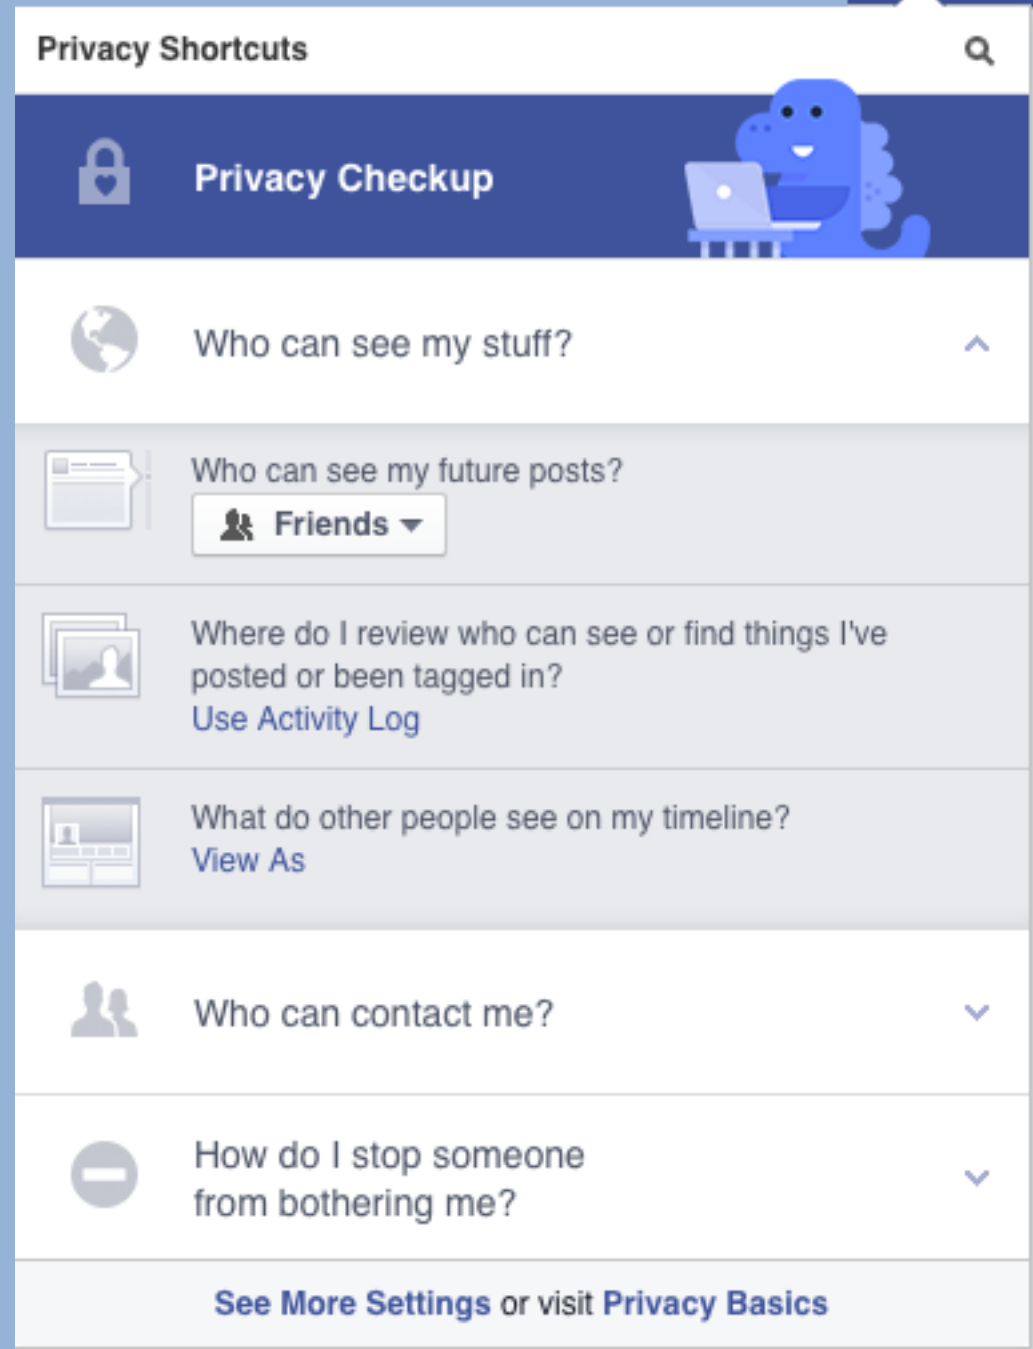 Privacy Shortcuts
Privacy Checkup
Who can see my stuff?
Who can see my future posts?
Friends
Where do I review who can see or find things I've
posted or been tagged in?
Use Activity Log
What do other people see on my timeline?
View As
Who can contact me?
How do I stop someone
from bothering me?
See More Settings or visit Privacy Basics